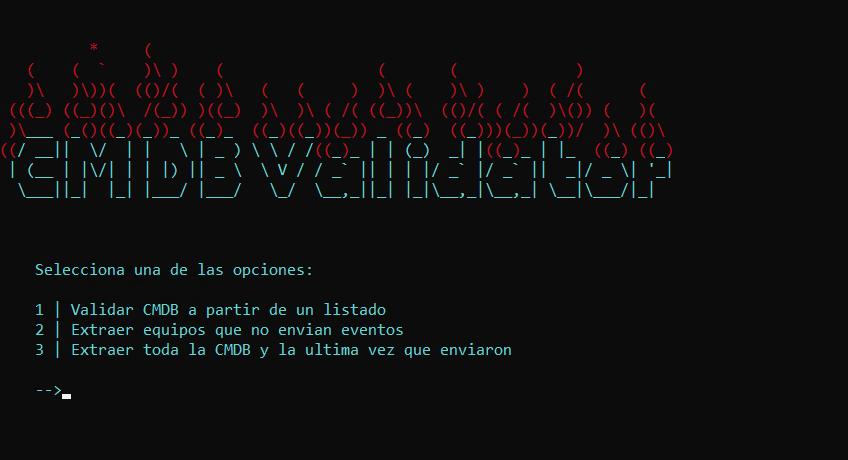 CMDBValidator
Selecciona una de las opciones:
1 | Validar CMDB a partir de un listado
2 | Extraer equipos que no envian eventos
3 | Extraer toda la CMDB y la ultima vez que enviaron
-->